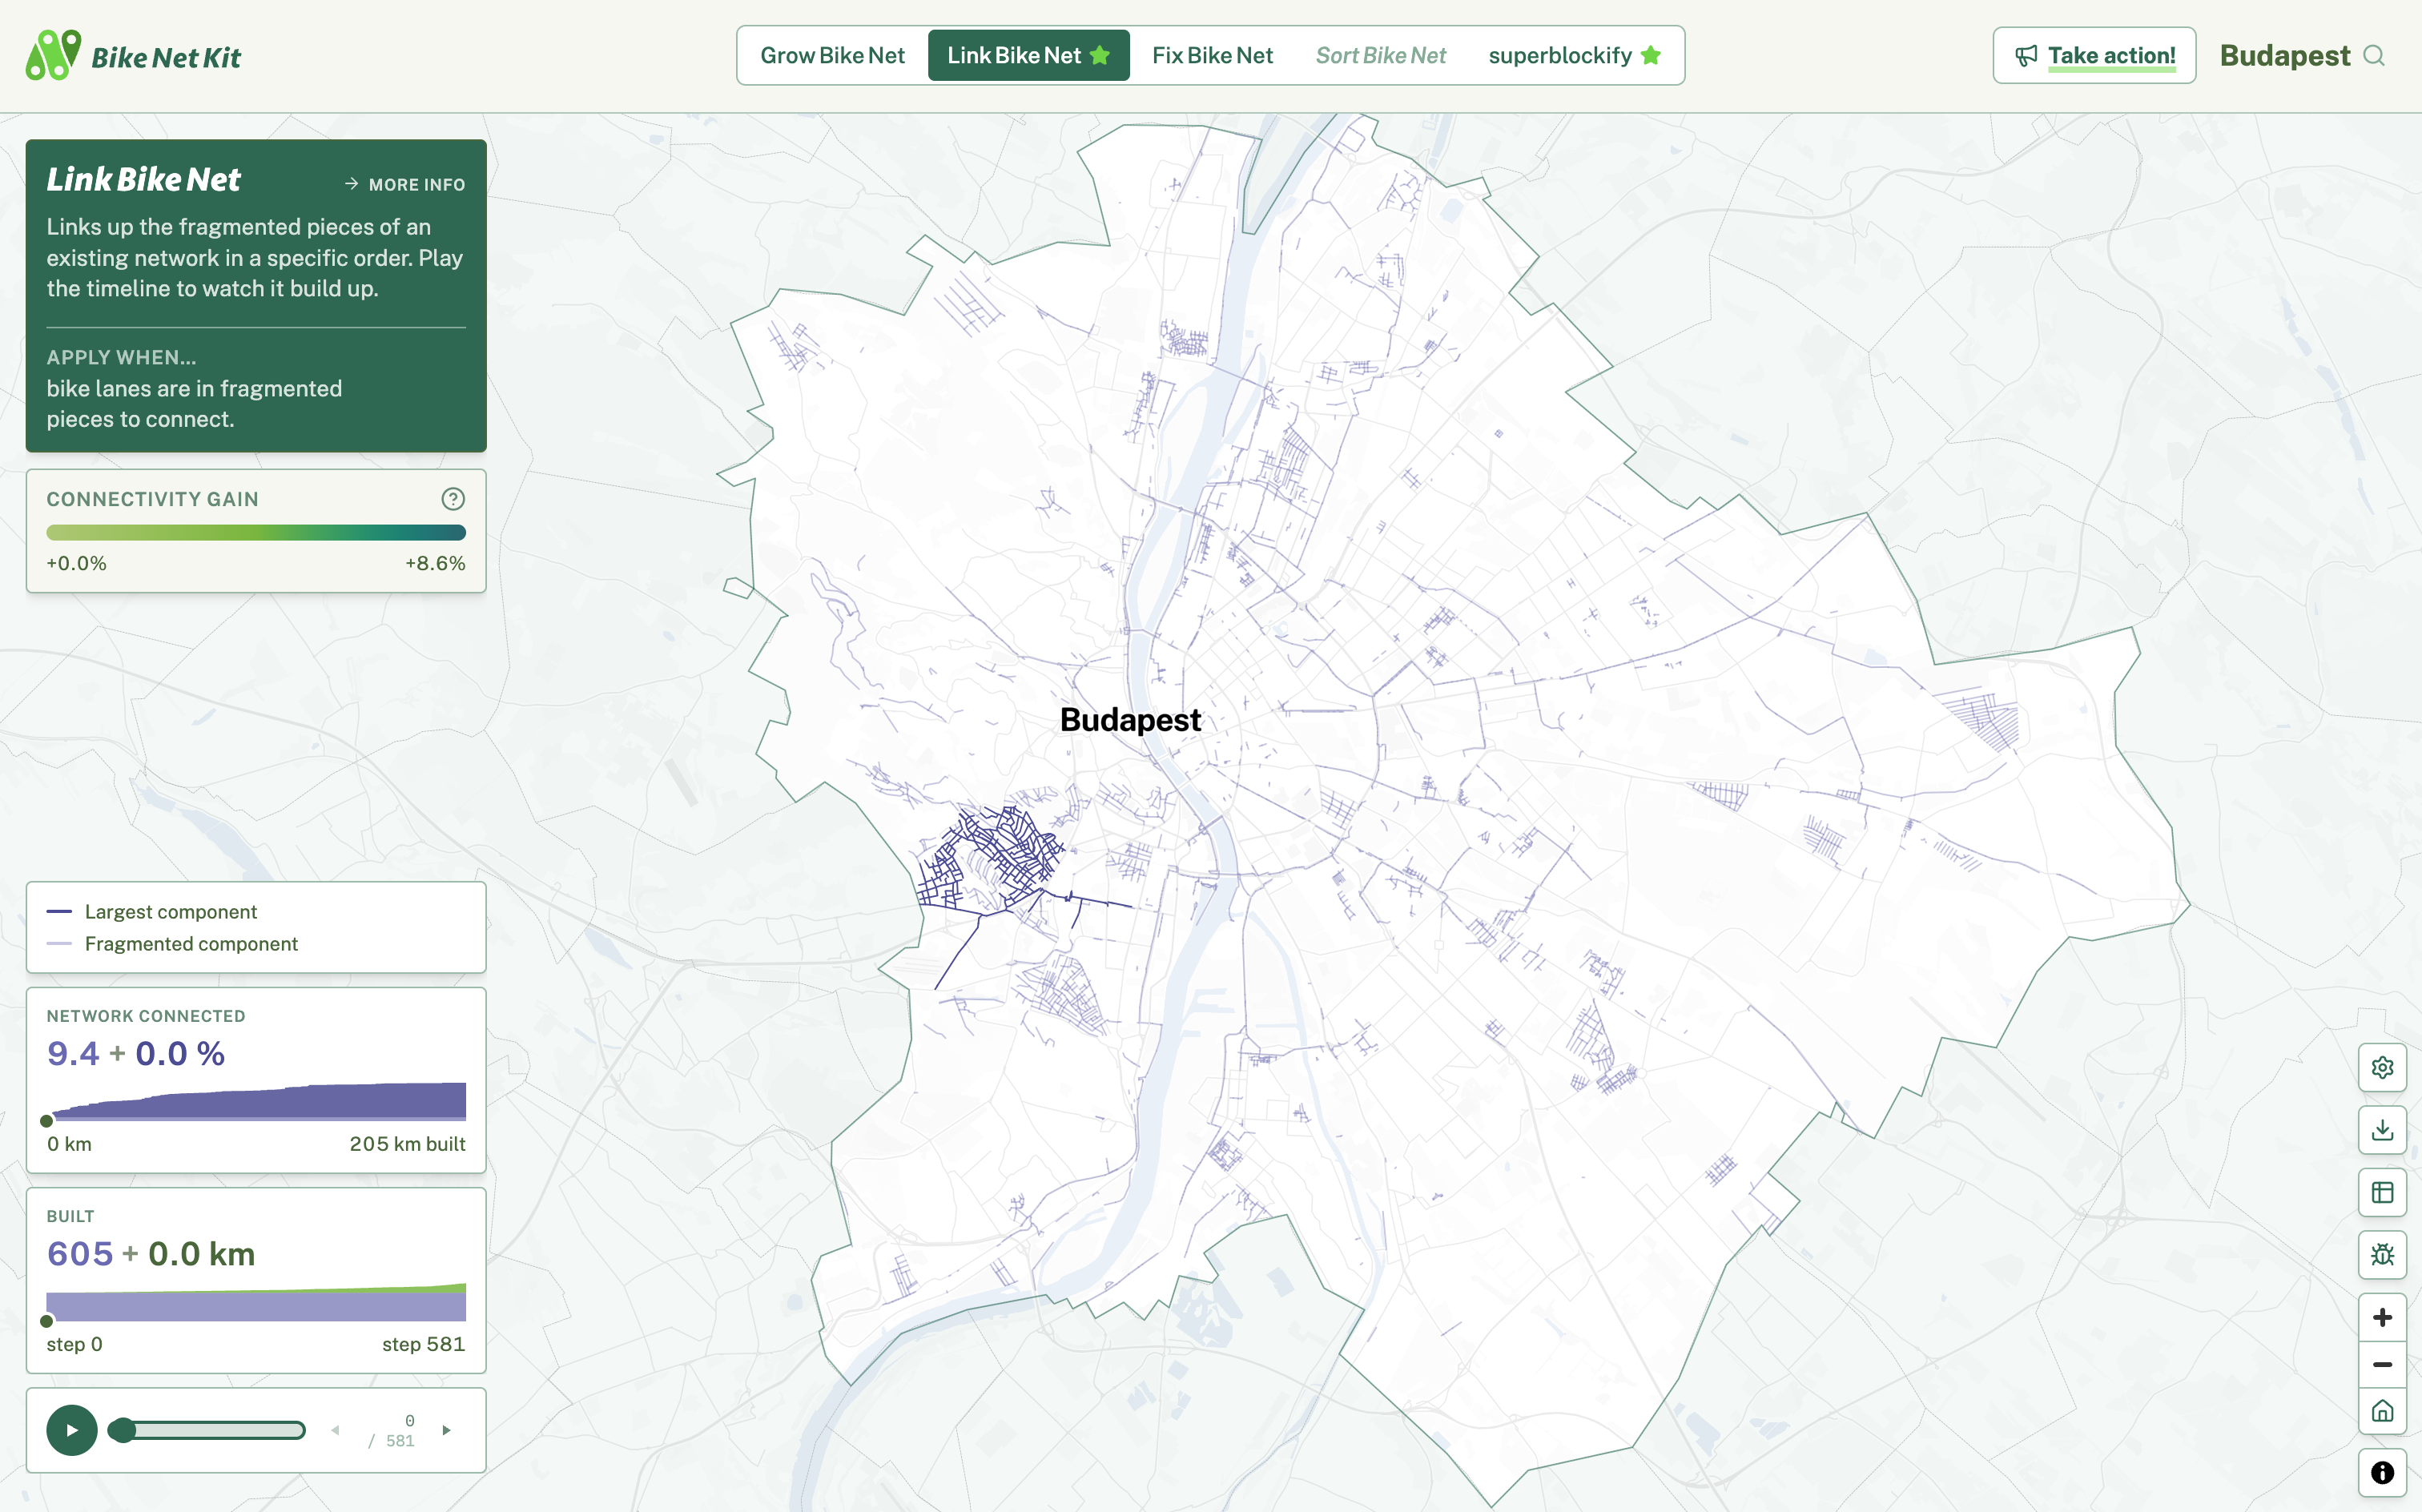 Bike Net Kit
Grow Bike Net
Link Bike Net
Fix Bike Net
Sort Bike Net
superblockify
Take action!
Budapest
Link Bike Net
MORE INFO
Links up the fragmented pieces of an
existing network in a specific order. Play
the timeline to watch it build up.
APPLY WHEN...
bike lanes are in fragmented
pieces to connect.
CONNECTIVITY GAIN
+0.0%
+8.6%
Budapest
Largest component
Fragmented component
NETWORK CONNECTED
9.4 + 0.0 %
0 km
205 km built
BUILT
605 + 0.0 km
step 0
step 581
0
/ 581